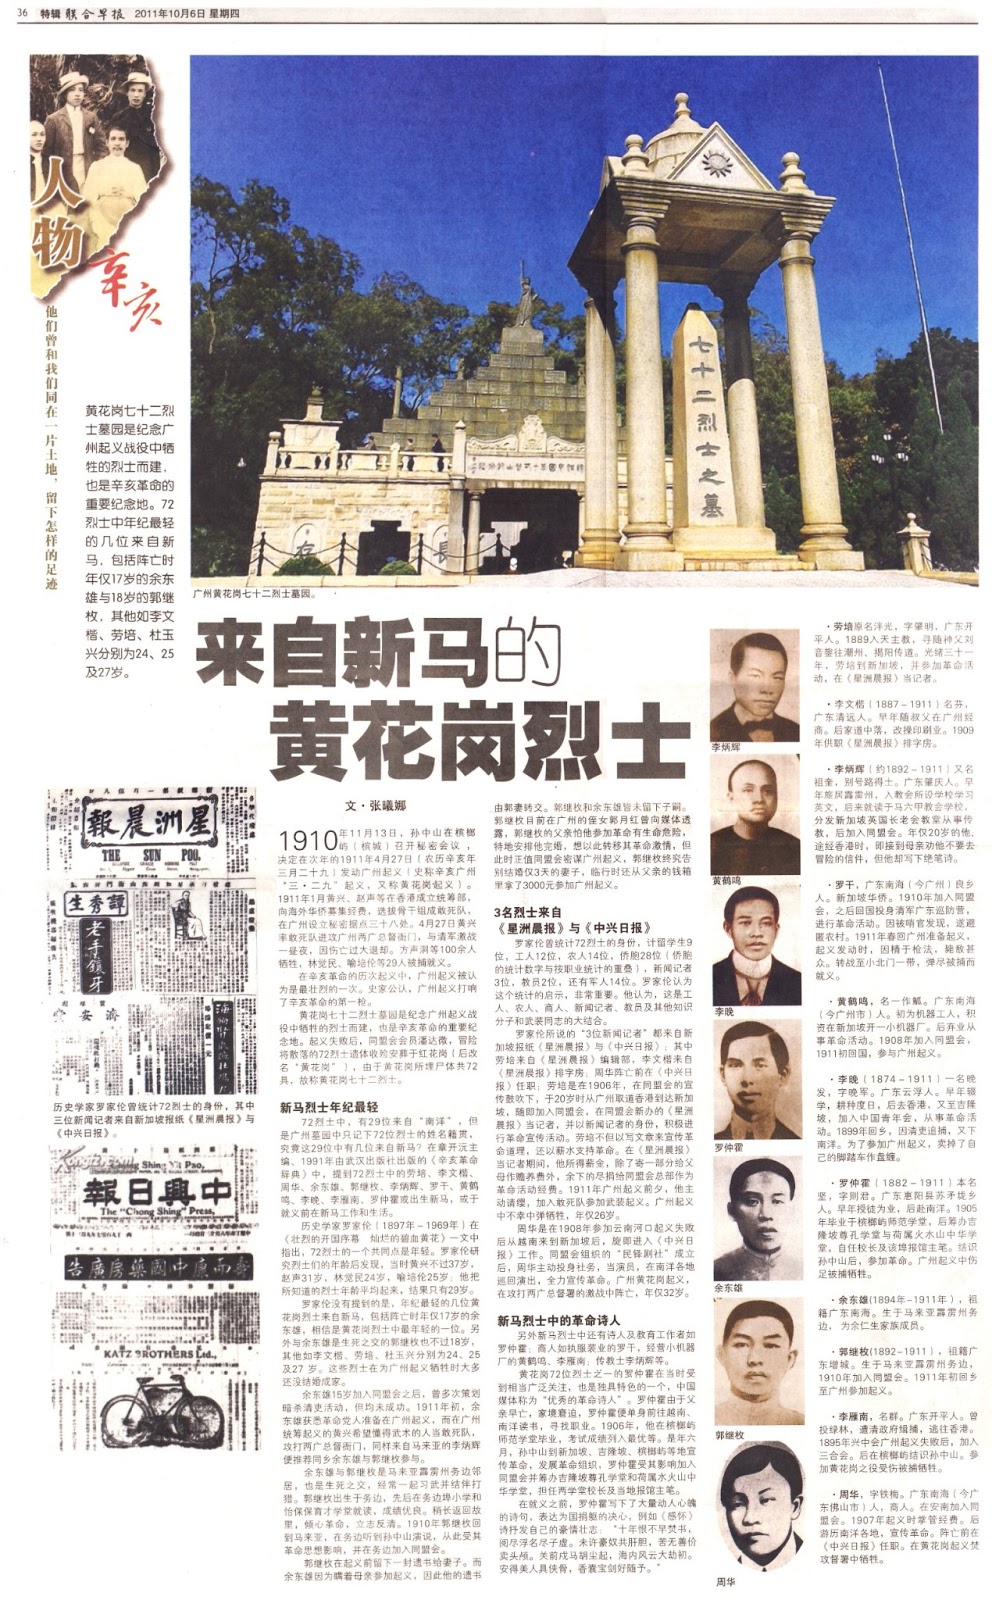 36 特辑 联合早报 2011年10月6日 星期四
人物
辛亥
他们曾和我们同在一片土地，留下怎样的足迹
黄花岗七十二烈
士墓园是纪念广
州起义战役中牺
牲的烈士而建，
也是辛亥革命的
重要纪念地。72
烈士中年纪最轻
的几位来自新
马，包括阵亡时
年仅17岁的余东
雄与18岁的郭继
枚，其他如李文
楷、劳培、杜玉
兴分别为24、25
及27岁。
七十二烈士之墓
广州黄花岗七十二烈士墓园。
来自新马的
黄花岗烈士
文·张曦娜
1910年11月13日，孙中山在槟榔
屿（槟城）召开秘密会议，
决定在次年的1911年4月27日（农历辛亥年
三月二十九）发动广州起义（史称辛亥广州
“三·二九”起义，又称黄花岗起义）。
1911年1月黄兴、赵声等在香港成立统筹部，
向海外华侨募集经费，选拔骨干组成敢死队，
在广州设立秘密据点三十八处。4月27日黄兴
率敢死队进攻广州两广总督衙门，与清军激战
一昼夜，因伤亡过大退却。方声洞等100余人
牺牲，林觉民、喻培伦等29人被捕就义。
在辛亥革命的历次起义中，广州起义被认
为是最壮烈的一次。史家公认，广州起义打响
了辛亥革命的第一枪。
黄花岗七十二烈士墓园是纪念广州起义战
役中牺牲的烈士而建，也是辛亥革命的重要纪
念地。起义失败后，同盟会会员潘达微，冒险
将散落的72烈士遗体收殓安葬于红花岗（后改
名“黄花岗”），由于黄花岗所埋尸体共72
具，故称黄花岗七十二烈士。
新马烈士年纪最轻
72烈士中，有29位来自“南洋”，但
是广州墓园中只记下72位烈士的姓名籍贯，
究竟这29位中有几位来自新马？在章开沅主
编、1991年由武汉出版社出版的《辛亥革命
辞典》中，提到72烈士中的劳培、李文楷、
周华、余东雄、郭继枚、李炳辉、罗干、黄鹤
鸣、李晚、李雁南、罗仲霍或出生新马，或于
就义前在新马工作和生活。
历史学家罗家伦（1897年-1969年）在
《壮烈的开国序幕 灿烂的碧血黄花》一文中
指出，72烈士的一个共同点是年轻。罗家伦研
究烈士们的年龄后发现，当时黄兴不过37岁，
赵声31岁，林觉民24岁，喻培伦25岁；他把
所知道的烈士年龄平均起来，结果只有29岁。
罗家伦没有提到的是，年纪最轻的几位黄
花岗烈士来自新马，包括阵亡时年仅17岁的余
东雄，相信是黄花岗烈士中最年轻的一位。另
外与余东雄是生死之交的郭继枚也不过18岁，
其他如李文楷、劳培、杜玉兴分别为24、25
及27 岁。这些烈士在为广州起义牺牲时大多
还没结婚成家。
余东雄15岁加入同盟会之后，曾多次策划
暗杀清吏活动，但均未成功。1911年初，余
东雄获悉革命党人准备在广州起义，而在广州
统筹起义的黄兴希望懂得武术的人当敢死队，
攻打两广总督衙门，同样来自马来亚的李炳辉
便推荐同乡余东雄与郭继枚参与。
余东雄与郭继枚是马来亚霹雳州务边邻
居，也是生死之交，经常一起习武并结伴打
猎。郭继枚出生于务边，先后在务边埠小学和
怡保保育才学堂就读，成绩优良。稍长返回故
里，倾心革命，立志反清。1910年郭继枚回
到马来亚，在务边听到孙中山演说，从此受其
革命思想影响，并在务边加入同盟会。
郭继枚在起义前留下一封遗书给妻子。而
余东雄因为瞒着母亲参加起义，因此他的遗书
由郭妻转交。郭继枚和余东雄皆未留下子嗣。
郭继枚目前在广州的侄女郭月红曾向媒体透
露，郭继枚的父亲怕他参加革命有生命危险，
特地安排他完婚，想以此转移其革命激情，但
此时正值同盟会密谋广州起义，郭继枚终究告
别结婚仅3天的妻子，临行时还从父亲的钱箱
里拿了3000元参加广州起义。
3名烈士来自
《星洲晨报》与《中兴日报》
罗家伦曾统计72烈士的身份，计留学生9
位，工人12位，农人14位，侨胞28位（侨胞
的统计数字与按职业统计的重叠），新闻记者
3位，教员2位，还有军人14位。罗家伦认为
这个统计的启示，非常重要。他认为，这是工
人、农人、商人、新闻记者、教员及其他知识
分子和武装同志的大结合。
罗家伦所说的“3位新闻记者”都来自新
加坡报纸《星洲晨报》与《中兴日报》；其中
劳培来自《星洲晨报》编辑部，李文楷来自
《星洲晨报》排字房；周华阵亡前在《中兴日
报》任职；劳培是在1906年，在同盟会的宣
传鼓吹下，于20岁时从广州取道香港到达新加
坡，随即加入同盟会，在同盟会新办的《星洲
晨报》当记者，并以新闻记者的身份，积极进
行革命宣传活动。劳培不但以写文章来宣传革
命道理，还以薪水支持革命。在《星洲晨报》
当记者期间，他所得薪金，除了寄一部分给父
母作赡养费外，余下的尽捐给同盟会总部作为
革命活动经费。1911年广州起义前夕，他主
动请缨，加入敢死队参加武装起义。广州起义
中不幸中弹牺牲，年仅26岁。
周华是在1908年参加云南河口起义失败
后从越南来到新加坡后，旋即进入《中兴日
报》工作。同盟会组织的“民铎剧社”成立
后，周华主动投身社务，当演员，在南洋各地
巡回演出，全力宣传革命。广州黄花岗起义，
在攻打两广总督署的激战中阵亡，年仅32岁。
新马烈士中的革命诗人
另外新马烈士中还有诗人及教育工作者如
罗仲霍；商人如执服装业的罗干，经营小机器
厂的黄鹤鸣、李雁南；传教士李炳辉等。
黄花岗72位烈士之一的罗仲霍在当时受
到相当广泛关注，也是独具特色的一个，中国
媒体称为“优秀的革命诗人”。罗仲霍由于父
亲早亡，家境窘迫，罗仲霍便单身前往越南、
南洋读书，寻找职业。1906年，他在槟榔屿
师范学堂毕业，考试成绩列入最优等。是年六
月，孙中山到新加坡、吉隆坡、槟榔屿等地宣
传革命，发展革命组织，罗仲霍受其影响加入
同盟会并筹办吉隆坡尊孔学堂和荷属火水山中
华学堂，担任两学堂校长及当地报馆主笔。
在就义之前，罗仲霍写下了大量动人心魄
的诗句，表达为国捐躯的决心，例如《感怀》
诗抒发自己的豪情壮志：“十年恨不早焚书，
阅尽浮名尽子虚。未许豪奴共肝胆，苦无善价
卖头颅。关前戍马胡尘起，海内风云大劫初。
安得美人具侠骨，香囊宝剑好随予。”
星洲晨報
THE SUN POO.
譚秀生
老手鑲牙
历史学家罗家伦曾统计72烈士的身份，其中
三位新闻记者来自新加坡报纸《星洲晨报》与
《中兴日报》。
Chong Shing Yit Pao,
中興日報
The "Chong Shing" Press,
KATZ BROTHERS Ltd.,
李炳辉
黄鹤鸣
李晚
罗仲霍
余东雄
郭继枚
周华
·劳培原名泮光，字肇明，广东开
平人。1889入天主教，寻随神父刘
音銮往潮州、揭阳传道。光绪三十一
年，劳培到新加坡，并参加革命活
动，在《星洲晨报》当记者。
·李文楷（1887-1911）名芬，
广东清远人。早年随叔父在广州经
商。后家道中落，改操印刷业。1909
年供职《星洲晨报》排字房。
·李炳辉（约1892-1911）又名
祖奎，别号路得士。广东肇庆人。早
年旅居霹雳州，入教会所设学校学习
英文，后来就读于马六甲教会学校，
分发新加坡英国长老会教堂从事传
教，后加入同盟会。年仅20岁的他，
途经香港时，即接到母亲劝他不要去
冒险的信件，但他却写下绝笔诗。
·罗干，广东南海（今广州）良乡
人。新加坡华侨。1910年加入同盟
会，之后回国投身清军广东巡防营，
进行革命活动。因被哨官发现，遂避
匿农村。1911年春回广州准备起义，
起义发动时，因精于枪法，毙敌甚
众。转战至小北门一带，弹尽被捕而
就义。
·黄鹤鸣，名一作觚。广东南海
（今广州市）人。初为机器工人，积
资在新加坡开一小机器厂。后弃业从
事革命活动。1908年加入同盟会，
1911初回国，参与广州起义。
·李晚（1874-1911）一名晚
发，字晚军。广东云浮人。早年辍
学，耕种度日，后去香港，又至吉隆
坡，加入中国青年会，从事革命活
动。1899年回乡，因清吏追捕，又下
南洋。为了参加广州起义，卖掉了自
己的脚踏车作盘缠。
·罗仲霍（1882-1911）本名
坚，字则君。广东惠阳县苏矛垅乡
人。早年授徒为业，后赴南洋。1905
年毕业于槟榔屿师范学堂，后筹办吉
隆坡尊孔学堂与荷属火水山中华学
堂，自任校长及该埠报馆主笔。结识
孙中山后，参加革命。广州起义中伤
足被捕牺牲。
·余东雄(1894年-1911年），祖
籍广东南海。生于马来亚霹雳州务
边， 为余仁生家族成员。
·郭继枚(1892-1911），祖籍广
东增城。生于马来亚霹雳州务边，
1910年加入同盟会。1911年初回乡
至广州参加起义。
·李雁南，名群。广东开平人。曾
投绿林，遭清政府缉捕，逃往香港。
1895年兴中会广州起义失败后，加入
三合会。后在槟榔屿结识孙中山。参
加黄花岗之役受伤被捕牺牲。
·周华，字铁梅。广东南海（今广
东佛山市）人，商人。在安南加入同
盟会。1907起义时掌管经费。后
游历南洋各地，宣传革命。阵亡前在
《中兴日报》任职。在黄花岗起义焚
攻督署中牺牲。